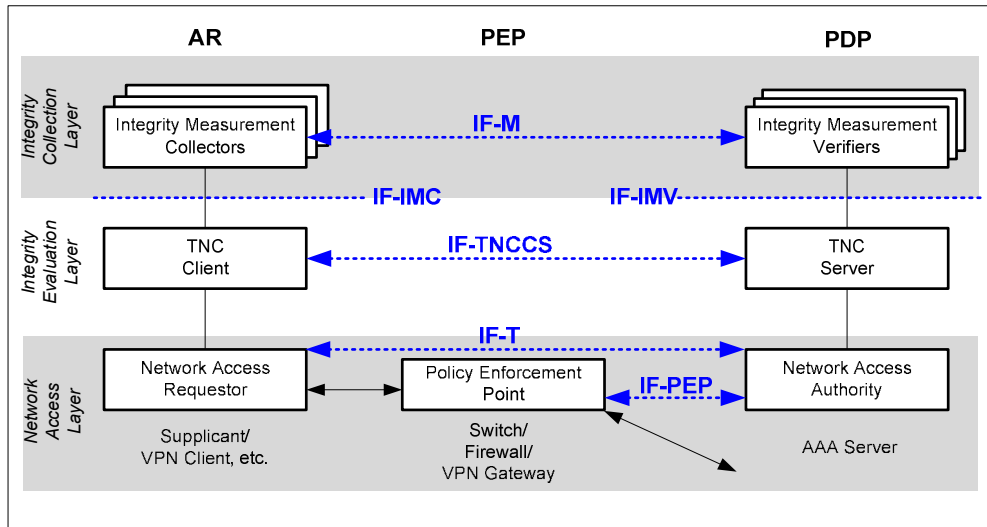 AR
PEP
PDP
Integrity
Collection
Layer
Integrity Measurement
Collectors
IF-M
Integrity Measurement
Verifiers
IF-IMC
IF-IMV
Integrity
Evaluation
Layer
TNC
Client
IF-TNCCS
TNC
Server
Network
Access
Layer
IF-T
Network Access
Requestor
Policy Enforcement
Point
IF-PEP
Network Access
Authority
Supplicant/
VPN Client, etc.
Switch/
Firewall/
VPN Gateway
AAA Server